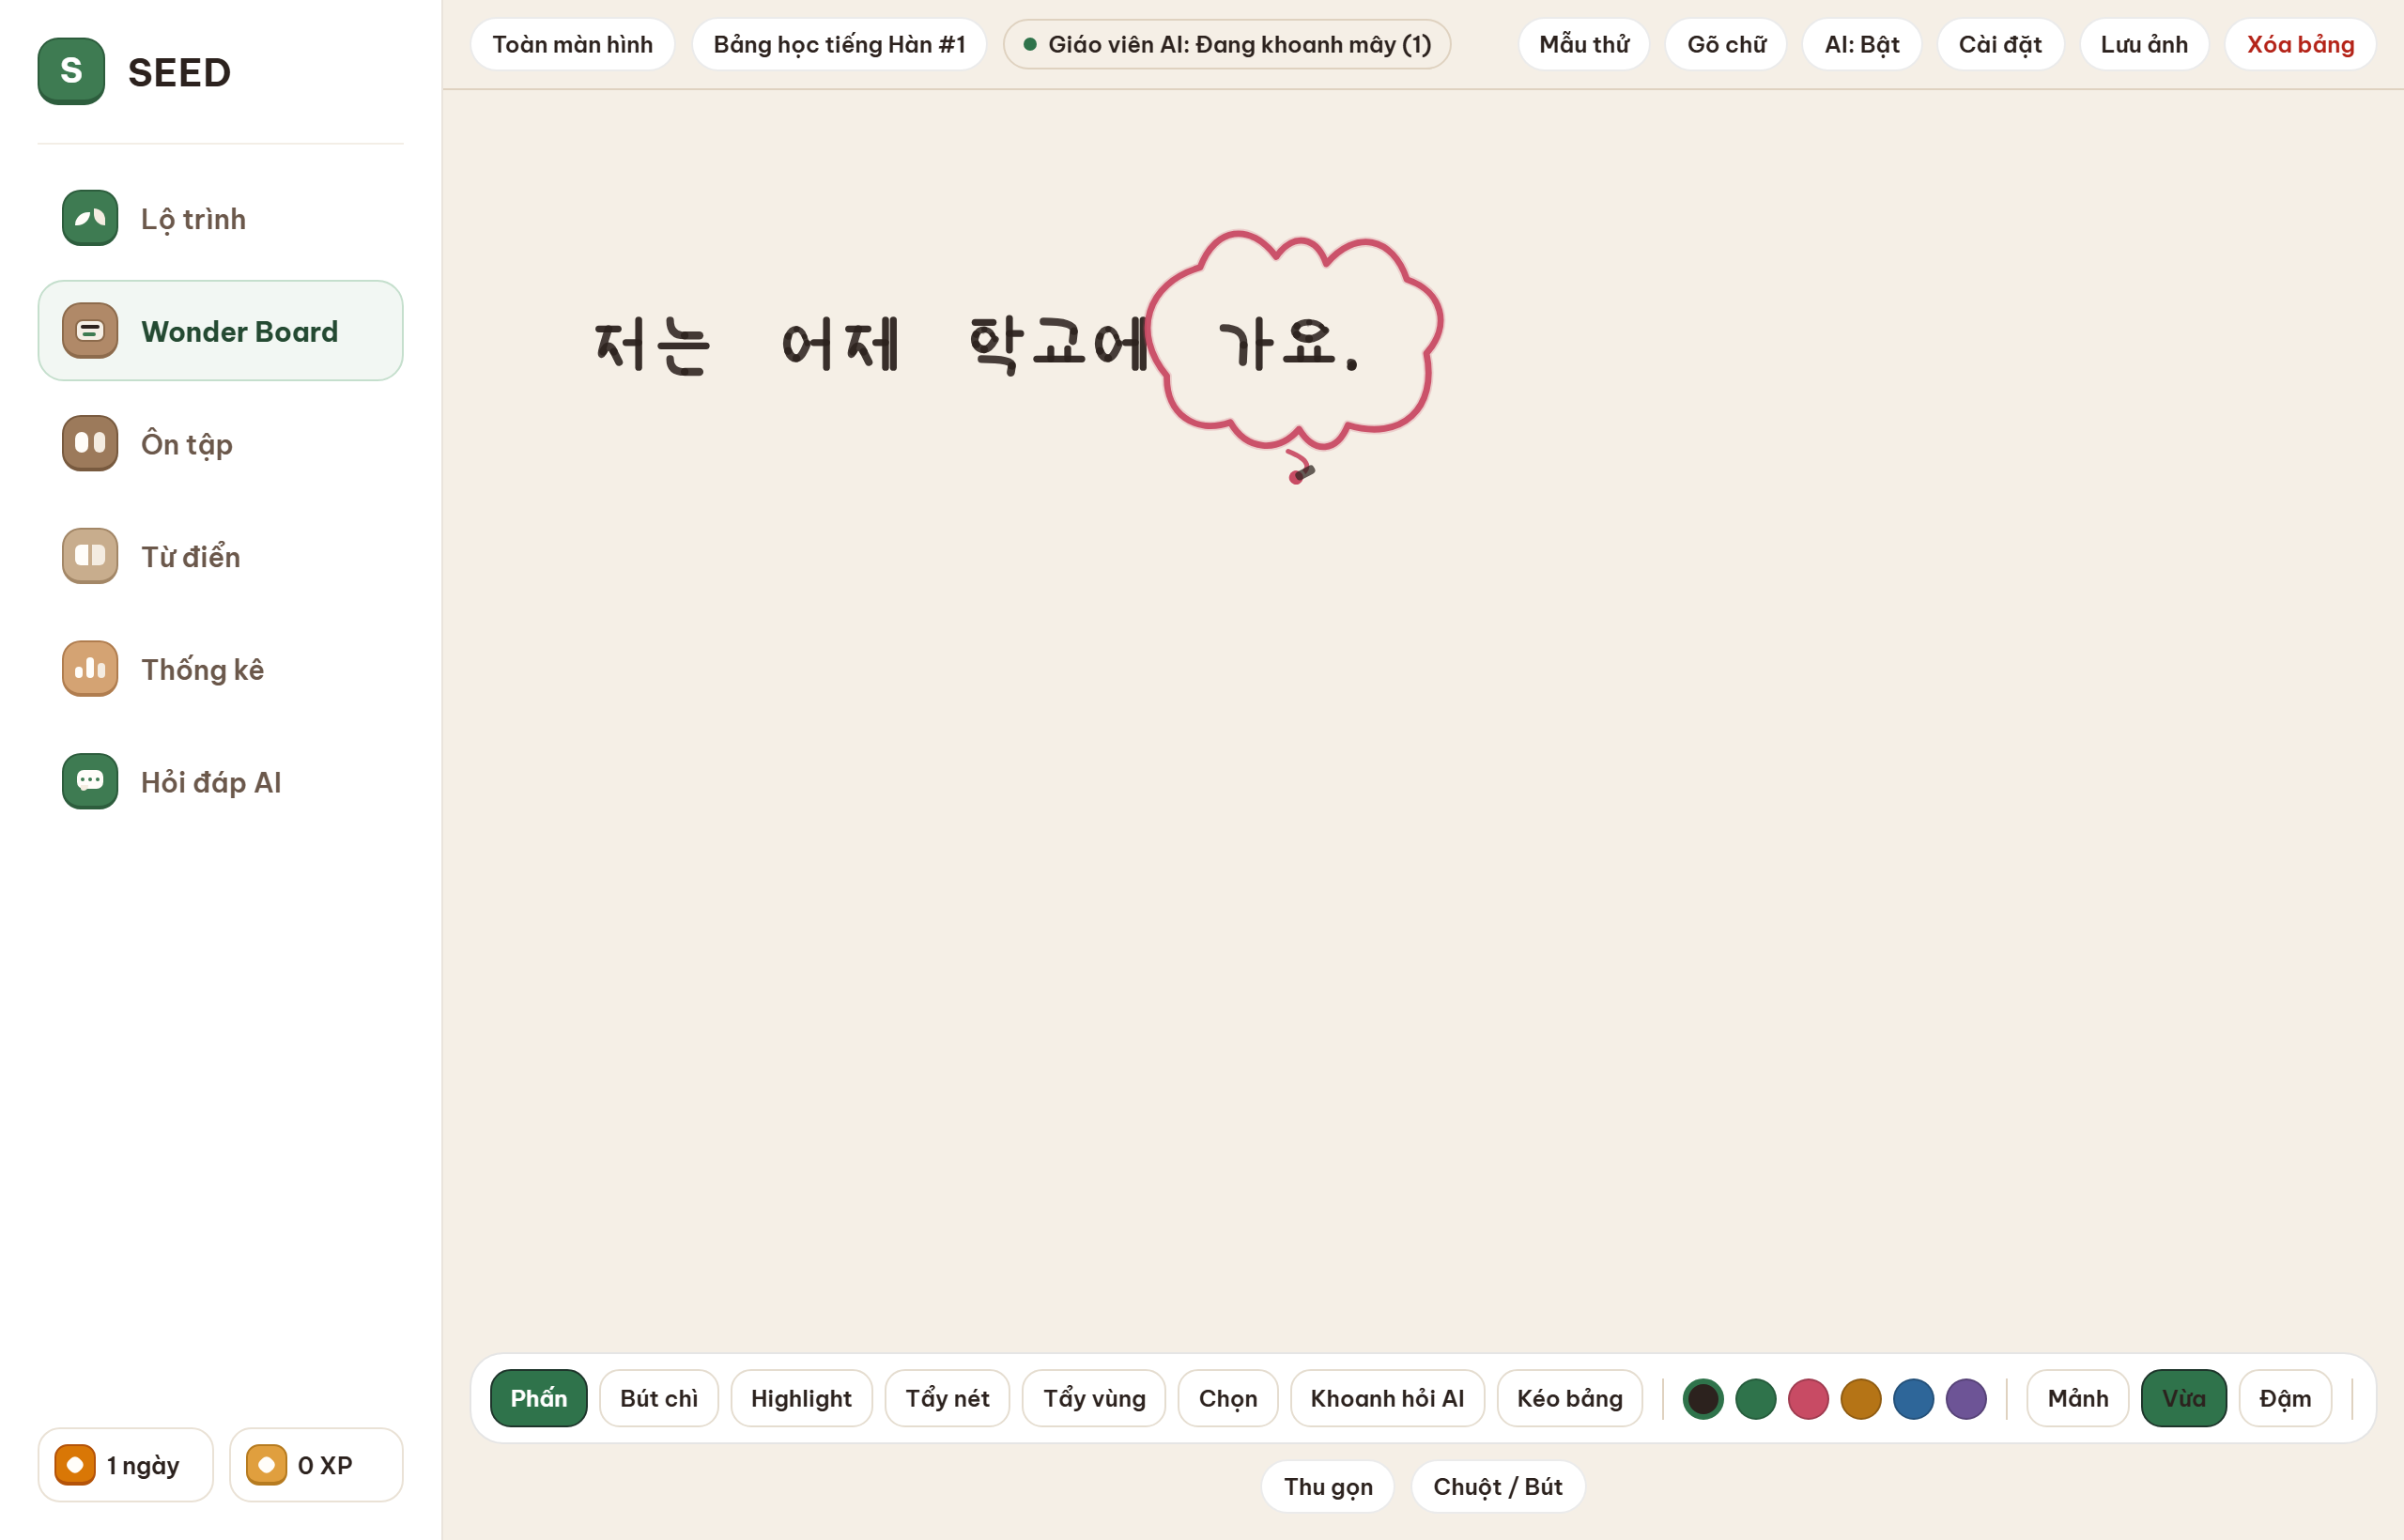 S SEED
Lộ trình
Wonder Board
Ôn tập
Từ điển
Thống kê
Hỏi đáp AI
1 ngày
0 XP
Toàn màn hình
Bảng học tiếng Hàn #1
Giáo viên AI: Đang khoanh mây (1)
Mẫu thử
Gõ chữ
AI: Bật
Cài đặt
Lưu ảnh
Xóa bảng
저는 어제 학교에 가요.
Phấn
Bút chì
Highlight
Tẩy nét
Tẩy vùng
Chọn
Khoanh hỏi AI
Kéo bảng
Mảnh
Vừa
Đậm
Thu gọn
Chuột / Bút